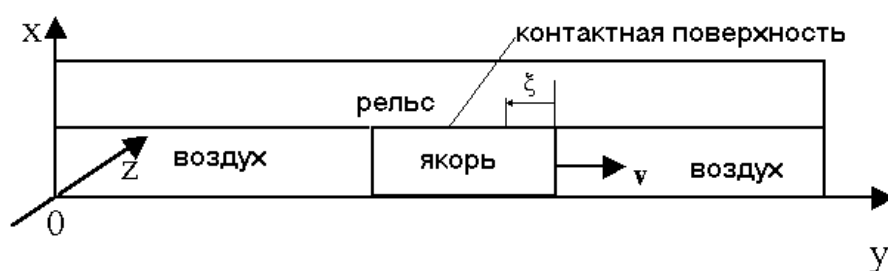 x
контактная поверхность
ξ
рельс
воздух
якорь
v
воздух
z
0
y